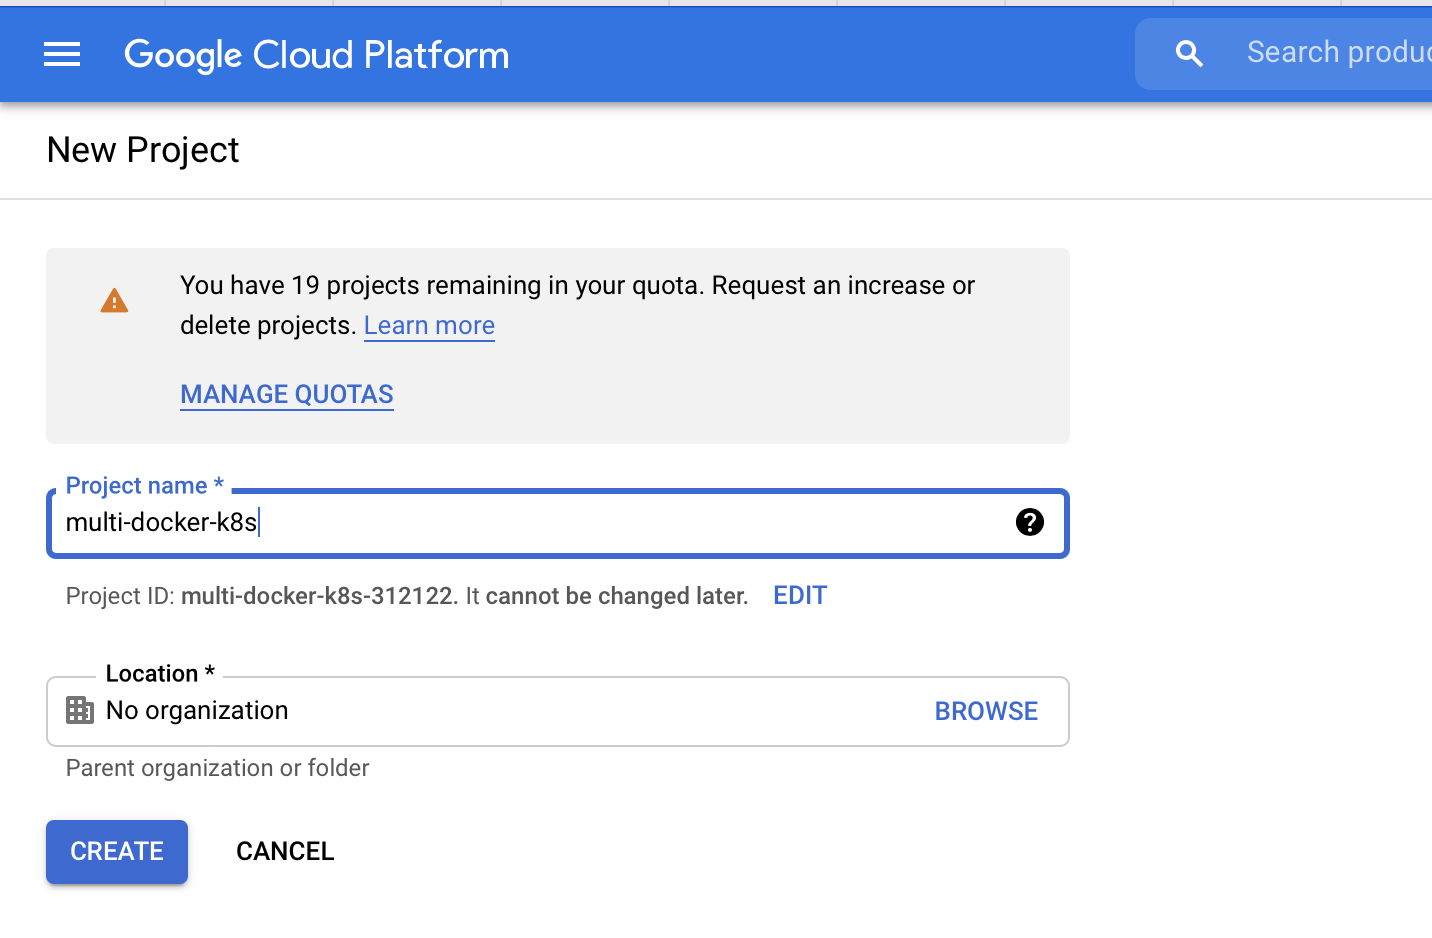 Google Cloud Platform
Search produc
New Project
You have 19 projects remaining in your quota. Request an increase or
delete projects. Learn more
MANAGE QUOTAS
Project name *
multi-docker-k8s
Project ID: multi-docker-k8s-312122. It cannot be changed later. EDIT
Location *
No organization BROWSE
Parent organization or folder
CREATE CANCEL